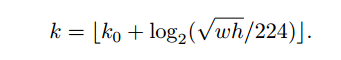 k = ⌊k₀ + log₂(√wh/224)⌋.